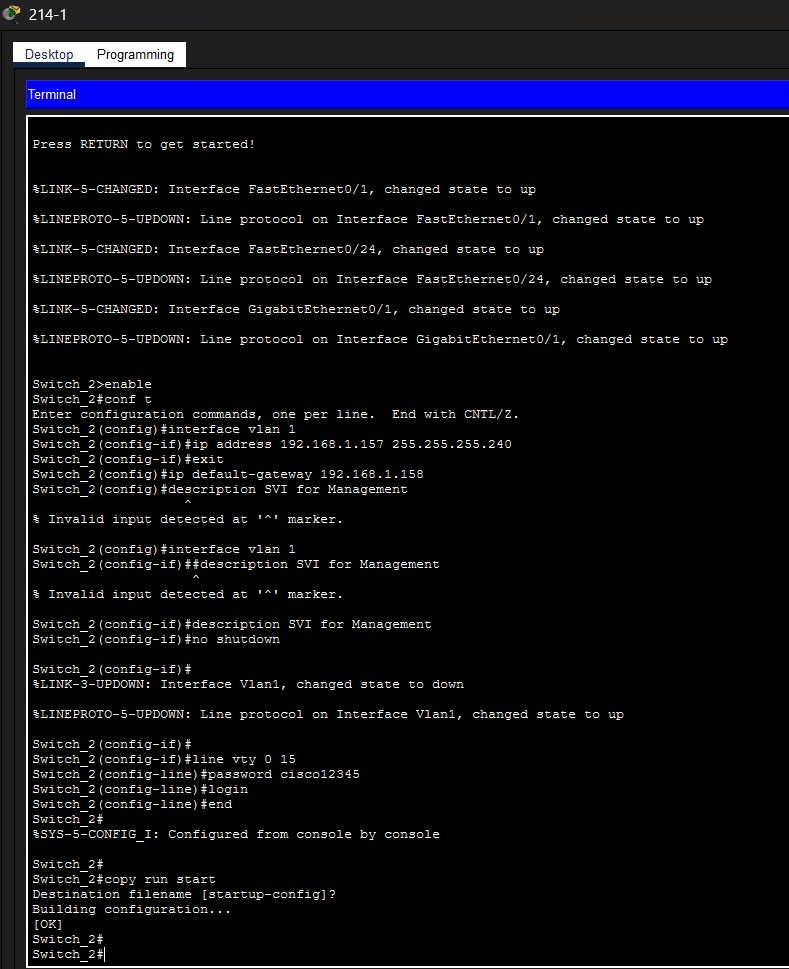 214-1
Desktop Programming
Terminal
Press RETURN to get started!
%LINK-5-CHANGED: Interface FastEthernet0/1, changed state to up
%LINEPROTO-5-UPDOWN: Line protocol on Interface FastEthernet0/1, changed state to up
%LINK-5-CHANGED: Interface FastEthernet0/24, changed state to up
%LINEPROTO-5-UPDOWN: Line protocol on Interface FastEthernet0/24, changed state to up
%LINK-5-CHANGED: Interface GigabitEthernet0/1, changed state to up
%LINEPROTO-5-UPDOWN: Line protocol on Interface GigabitEthernet0/1, changed state to up
Switch_2>enable
Switch_2#conf t
Enter configuration commands, one per line.  End with CNTL/Z.
Switch_2(config)#interface vlan 1
Switch_2(config-if)#ip address 192.168.1.157 255.255.255.240
Switch_2(config-if)#exit
Switch_2(config)#ip default-gateway 192.168.1.158
Switch_2(config)#description SVI for Management
^
% Invalid input detected at '^' marker.
Switch_2(config)#interface vlan 1
Switch_2(config-if)##description SVI for Management
^
% Invalid input detected at '^' marker.
Switch_2(config-if)#description SVI for Management
Switch_2(config-if)#no shutdown
Switch_2(config-if)#
%LINK-3-UPDOWN: Interface Vlan1, changed state to down
%LINEPROTO-5-UPDOWN: Line protocol on Interface Vlan1, changed state to up
Switch_2(config-if)#
Switch_2(config-if)#line vty 0 15
Switch_2(config-line)#password cisco12345
Switch_2(config-line)#login
Switch_2(config-line)#end
Switch_2#
%SYS-5-CONFIG_I: Configured from console by console
Switch_2#
Switch_2#copy run start
Destination filename [startup-config]?
Building configuration...
[OK]
Switch_2#
Switch_2#